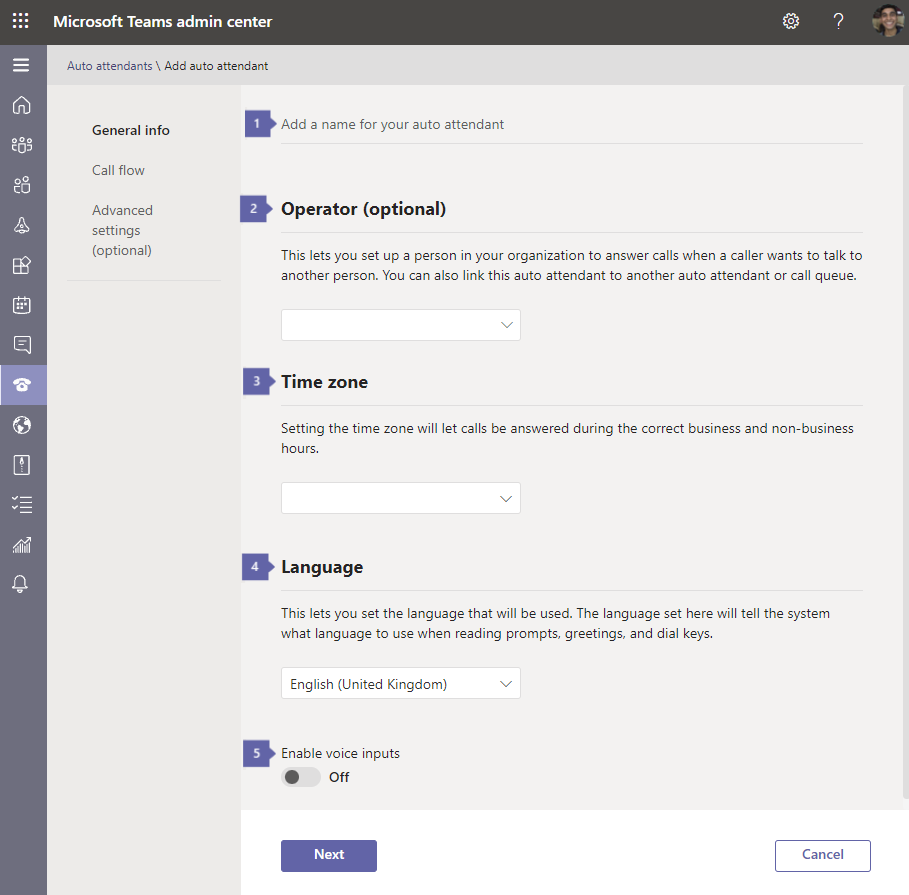 Microsoft Teams admin center
?
Auto attendants \ Add auto attendant
General info
Call flow
Advanced
settings
(optional)
1 Add a name for your auto attendant
2 Operator (optional)
This lets you set up a person in your organization to answer calls when a caller wants to talk to
another person. You can also link this auto attendant to another auto attendant or call queue.
3 Time zone
Setting the time zone will let calls be answered during the correct business and non-business
hours.
4 Language
This lets you set the language that will be used. The language set here will tell the system
what language to use when reading prompts, greetings, and dial keys.
English (United Kingdom)
5 Enable voice inputs
Off
Next
Cancel